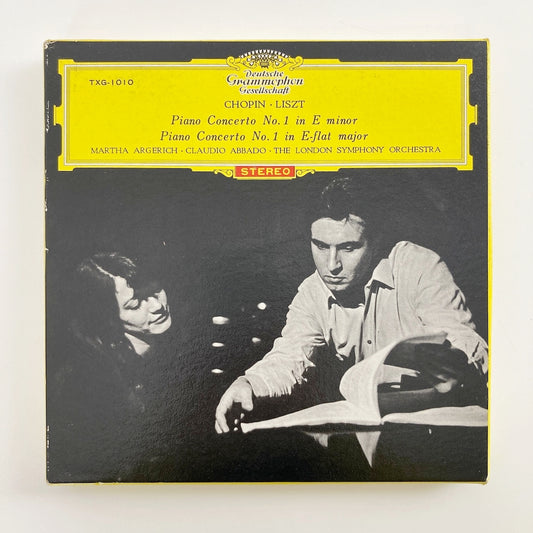 TXG-1010
Deutsche
Grammophon
Gesellschaft
CHOPIN · LISZT
Piano Concerto No. 1 in E minor
Piano Concerto No. 1 in E-flat major
MARTHA ARGERICH · CLAUDIO ABBADO · THE LONDON SYMPHONY ORCHESTRA
STEREO